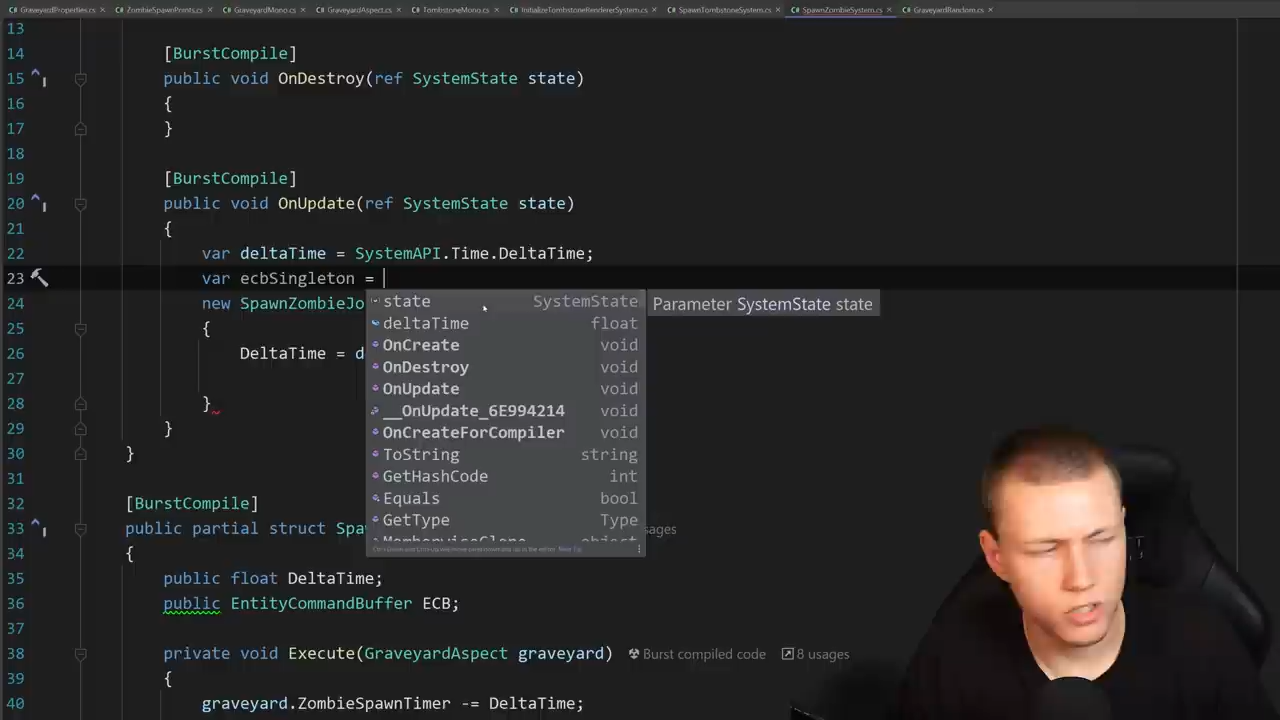 GraveyardProperties.cs ZombieSpawnPoints.cs GraveyardMono.cs GraveyardAspect.cs TombstoneMono.cs InitializeTombstoneRendererSystem.cs SpawnTombstoneSystem.cs SpawnZombieSystem.cs GraveyardRandom.cs
13
14 [BurstCompile]
15 public void OnDestroy(ref SystemState state)
16 {
17 }
18
19 [BurstCompile]
20 public void OnUpdate(ref SystemState state)
21 {
22 var deltaTime = SystemAPI.Time.DeltaTime;
23 var ecbSingleton =
24 new SpawnZombieJo
25 {
26 DeltaTime = d
27
28 }
29 }
30 }
31
32 [BurstCompile]
33 public partial struct Spa
34 {
35 public float DeltaTime;
36 public EntityCommandBuffer ECB;
37
38 private void Execute(GraveyardAspect graveyard) Burst compiled code 8 usages
39 {
40 graveyard.ZombieSpawnTimer -= DeltaTime;
state SystemState
deltaTime float
OnCreate void
OnDestroy void
OnUpdate void
__OnUpdate_6E994214 void
OnCreateForCompiler void
ToString string
GetHashCode int
Equals bool
GetType Type
MemberwiseClone object
Parameter SystemState state